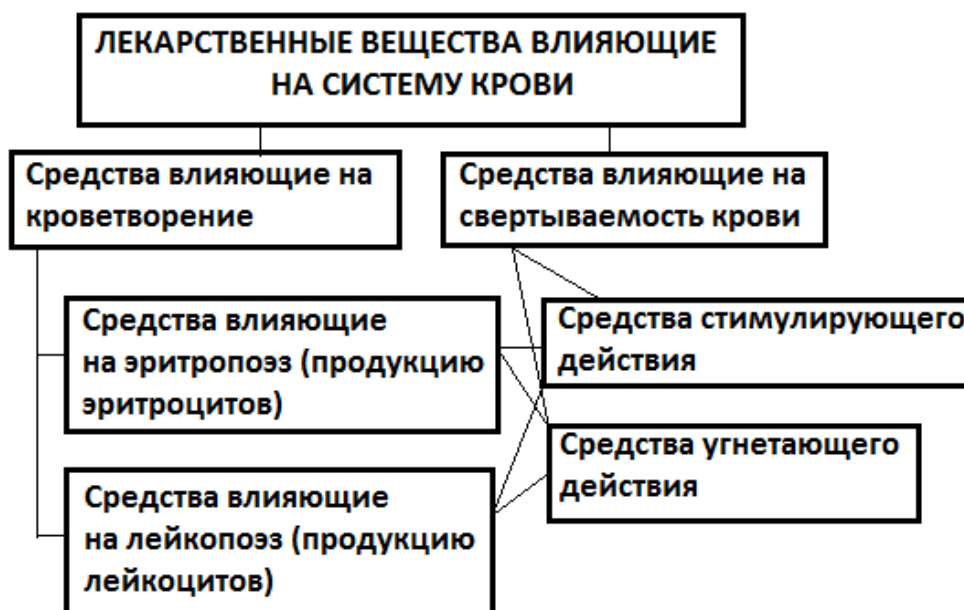 ЛЕКАРСТВЕННЫЕ ВЕЩЕСТВА ВЛИЯЮЩИЕ
НА СИСТЕМУ КРОВИ
Средства влияющие на
кроветворение
Средства влияющие на
свертываемость крови
Средства влияющие
на эритропоэз (продукцию
эритроцитов)
Средства стимулирующего
действия
Средства угнетающего
действия
Средства влияющие
на лейкопоэз (продукцию
лейкоцитов)